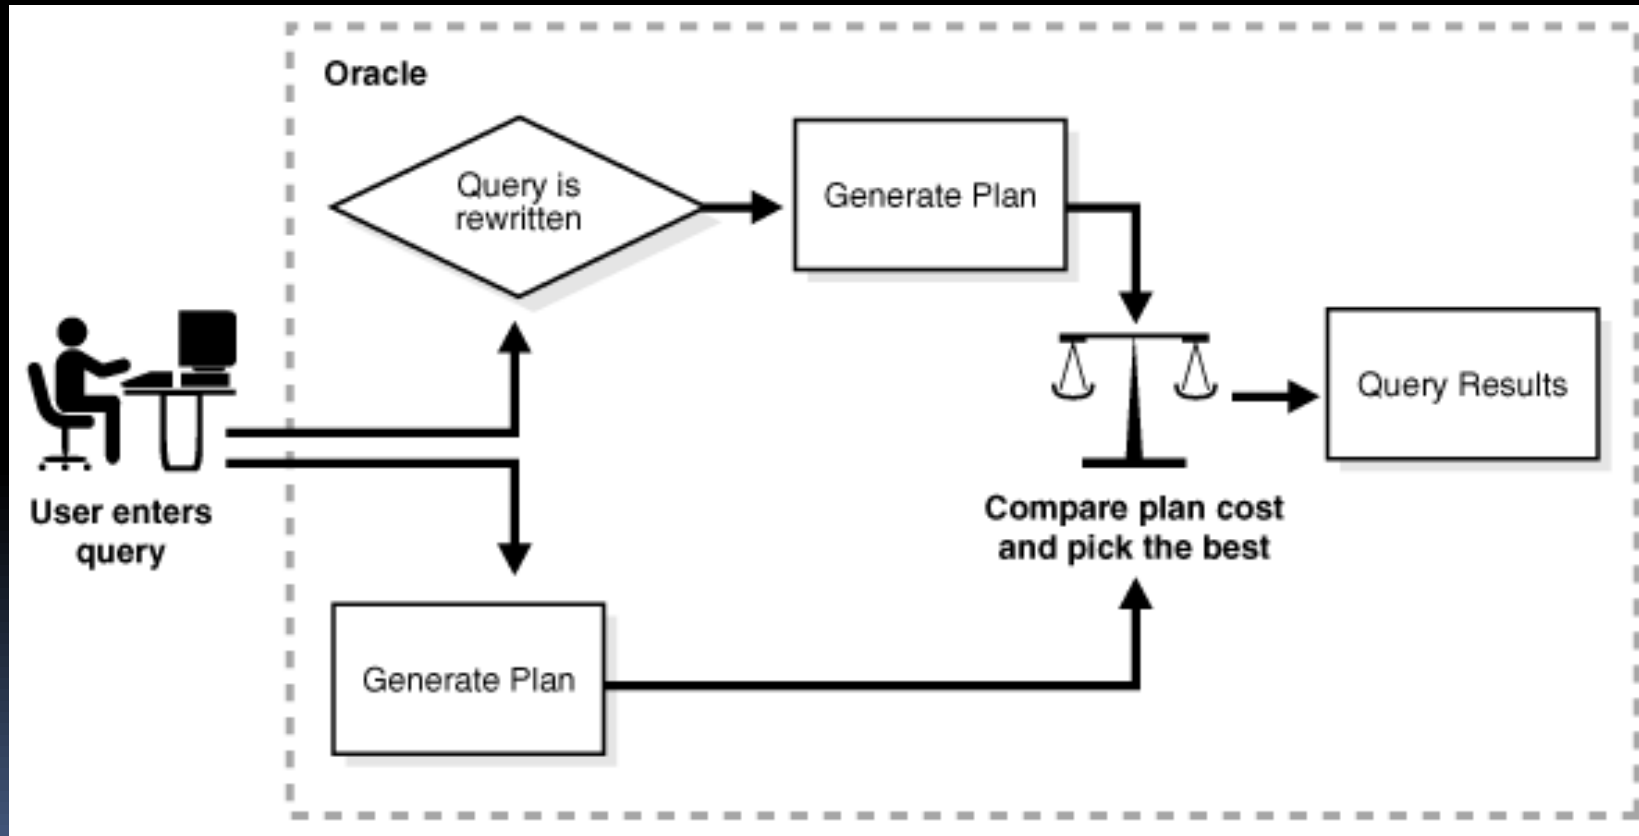 Oracle
Query is
rewritten
Generate Plan
Query Results
User enters
query
Compare plan cost
and pick the best
Generate Plan